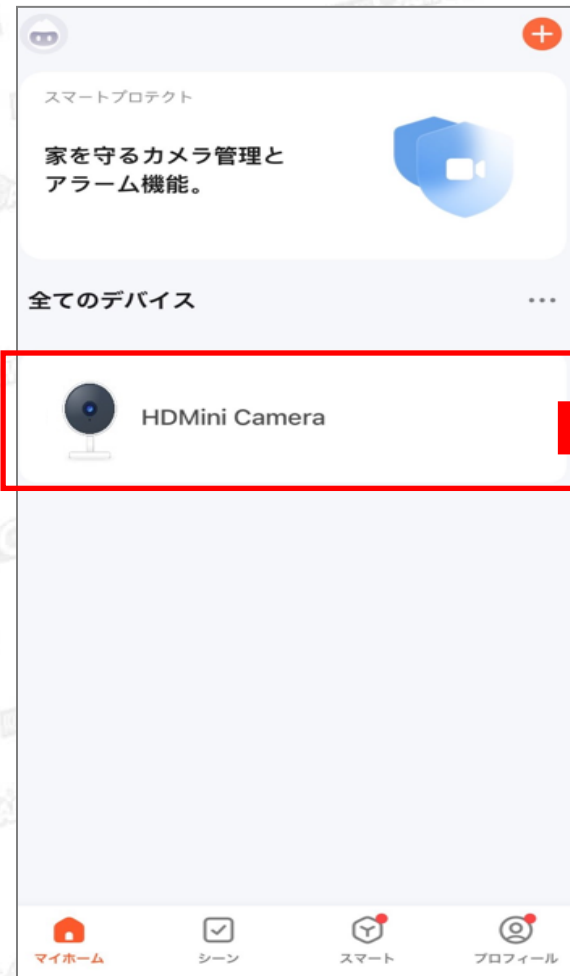 スマートプロテクト
家を守るカメラ管理と
アラーム機能。
全てのデバイス
HDMini Camera
マイホーム
シーン
スマート
プロフィール